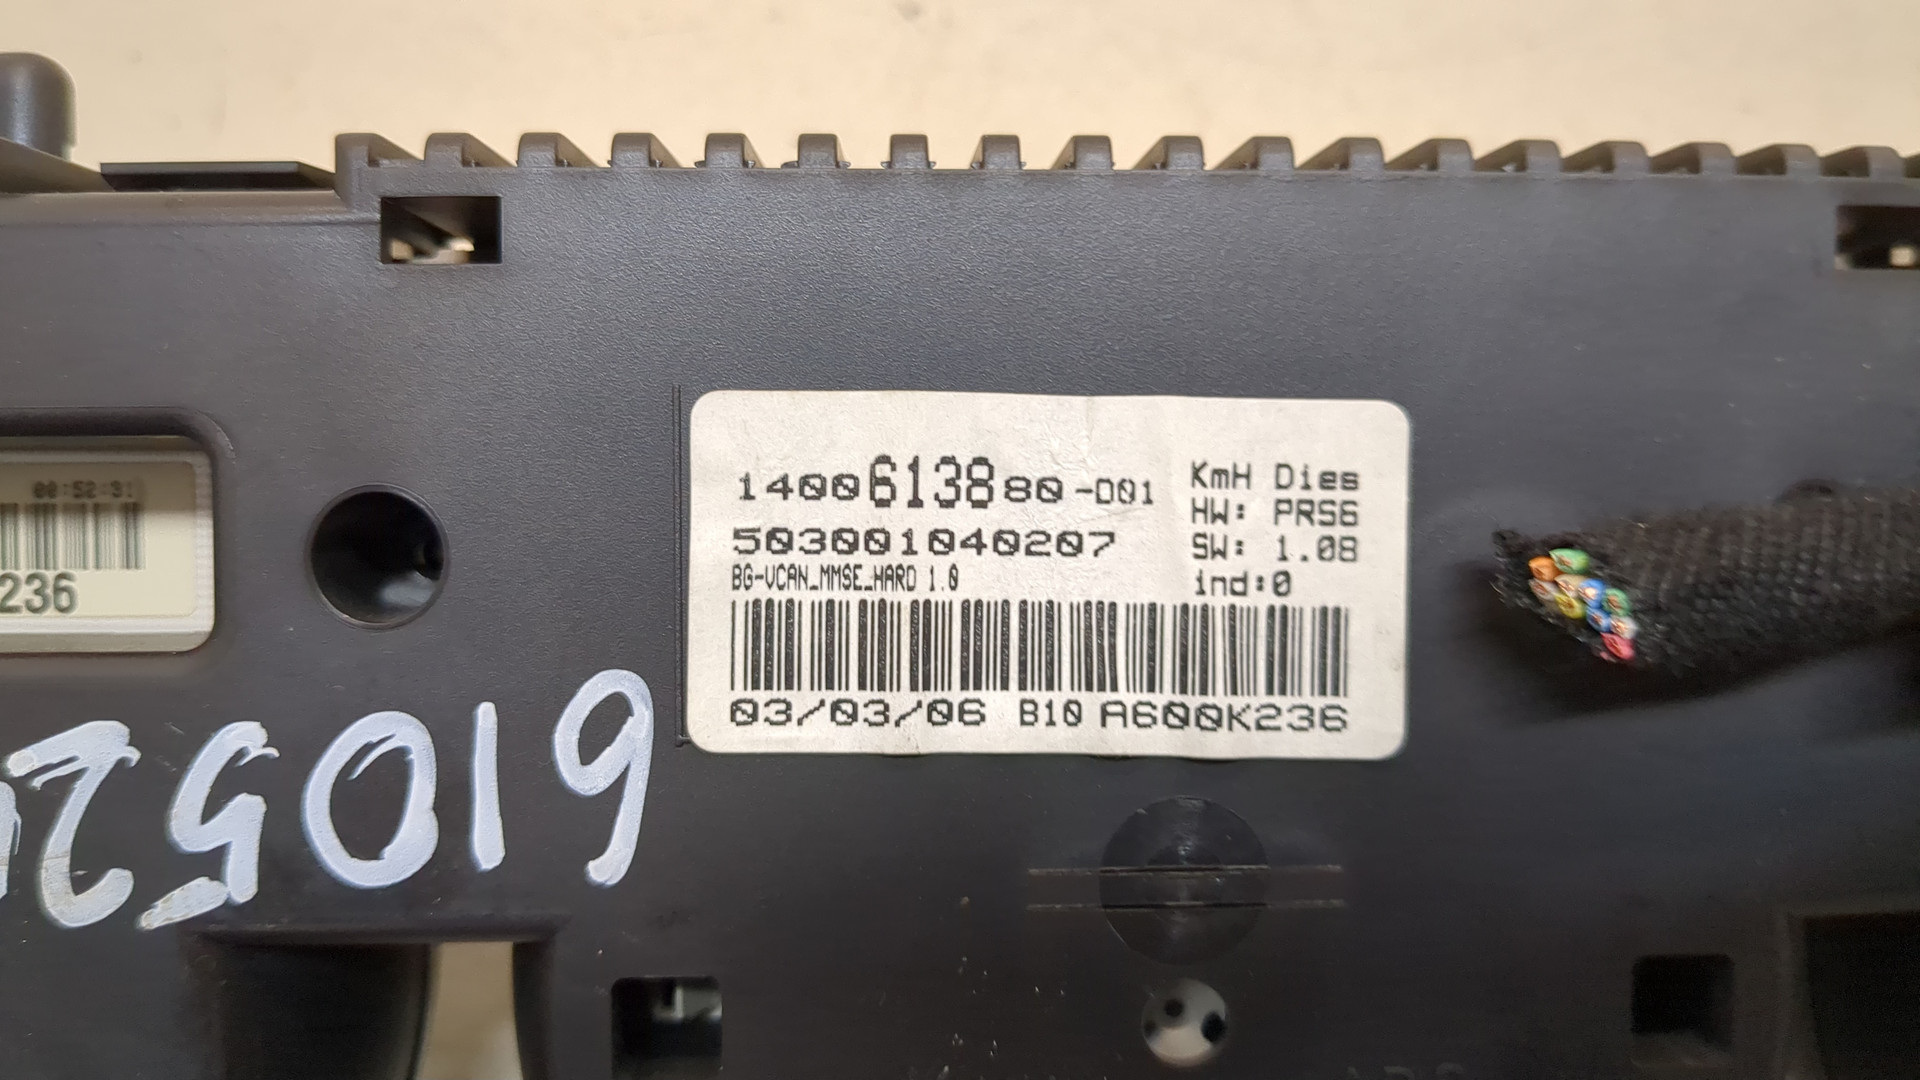 1400613880-D01
KmH Dies
HW: PRS6
503001040207
SW: 1.08
BG-VCAN_MMSE_HARD 1.0
ind:0
03/03/06 B10 A600K236
00:52:31
236
61052